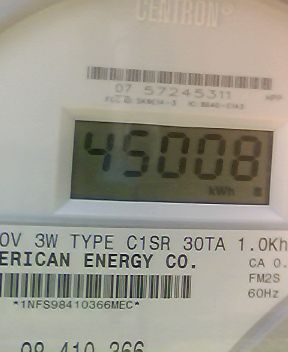 CENTRON®
07 57245311
45008
kWh
0V 3W TYPE C1SR 30TA 1.0Kh
ERICAN ENERGY CO.
CA 0.
FM2S
60Hz
*1NFS98410366MEC*
98 410 366